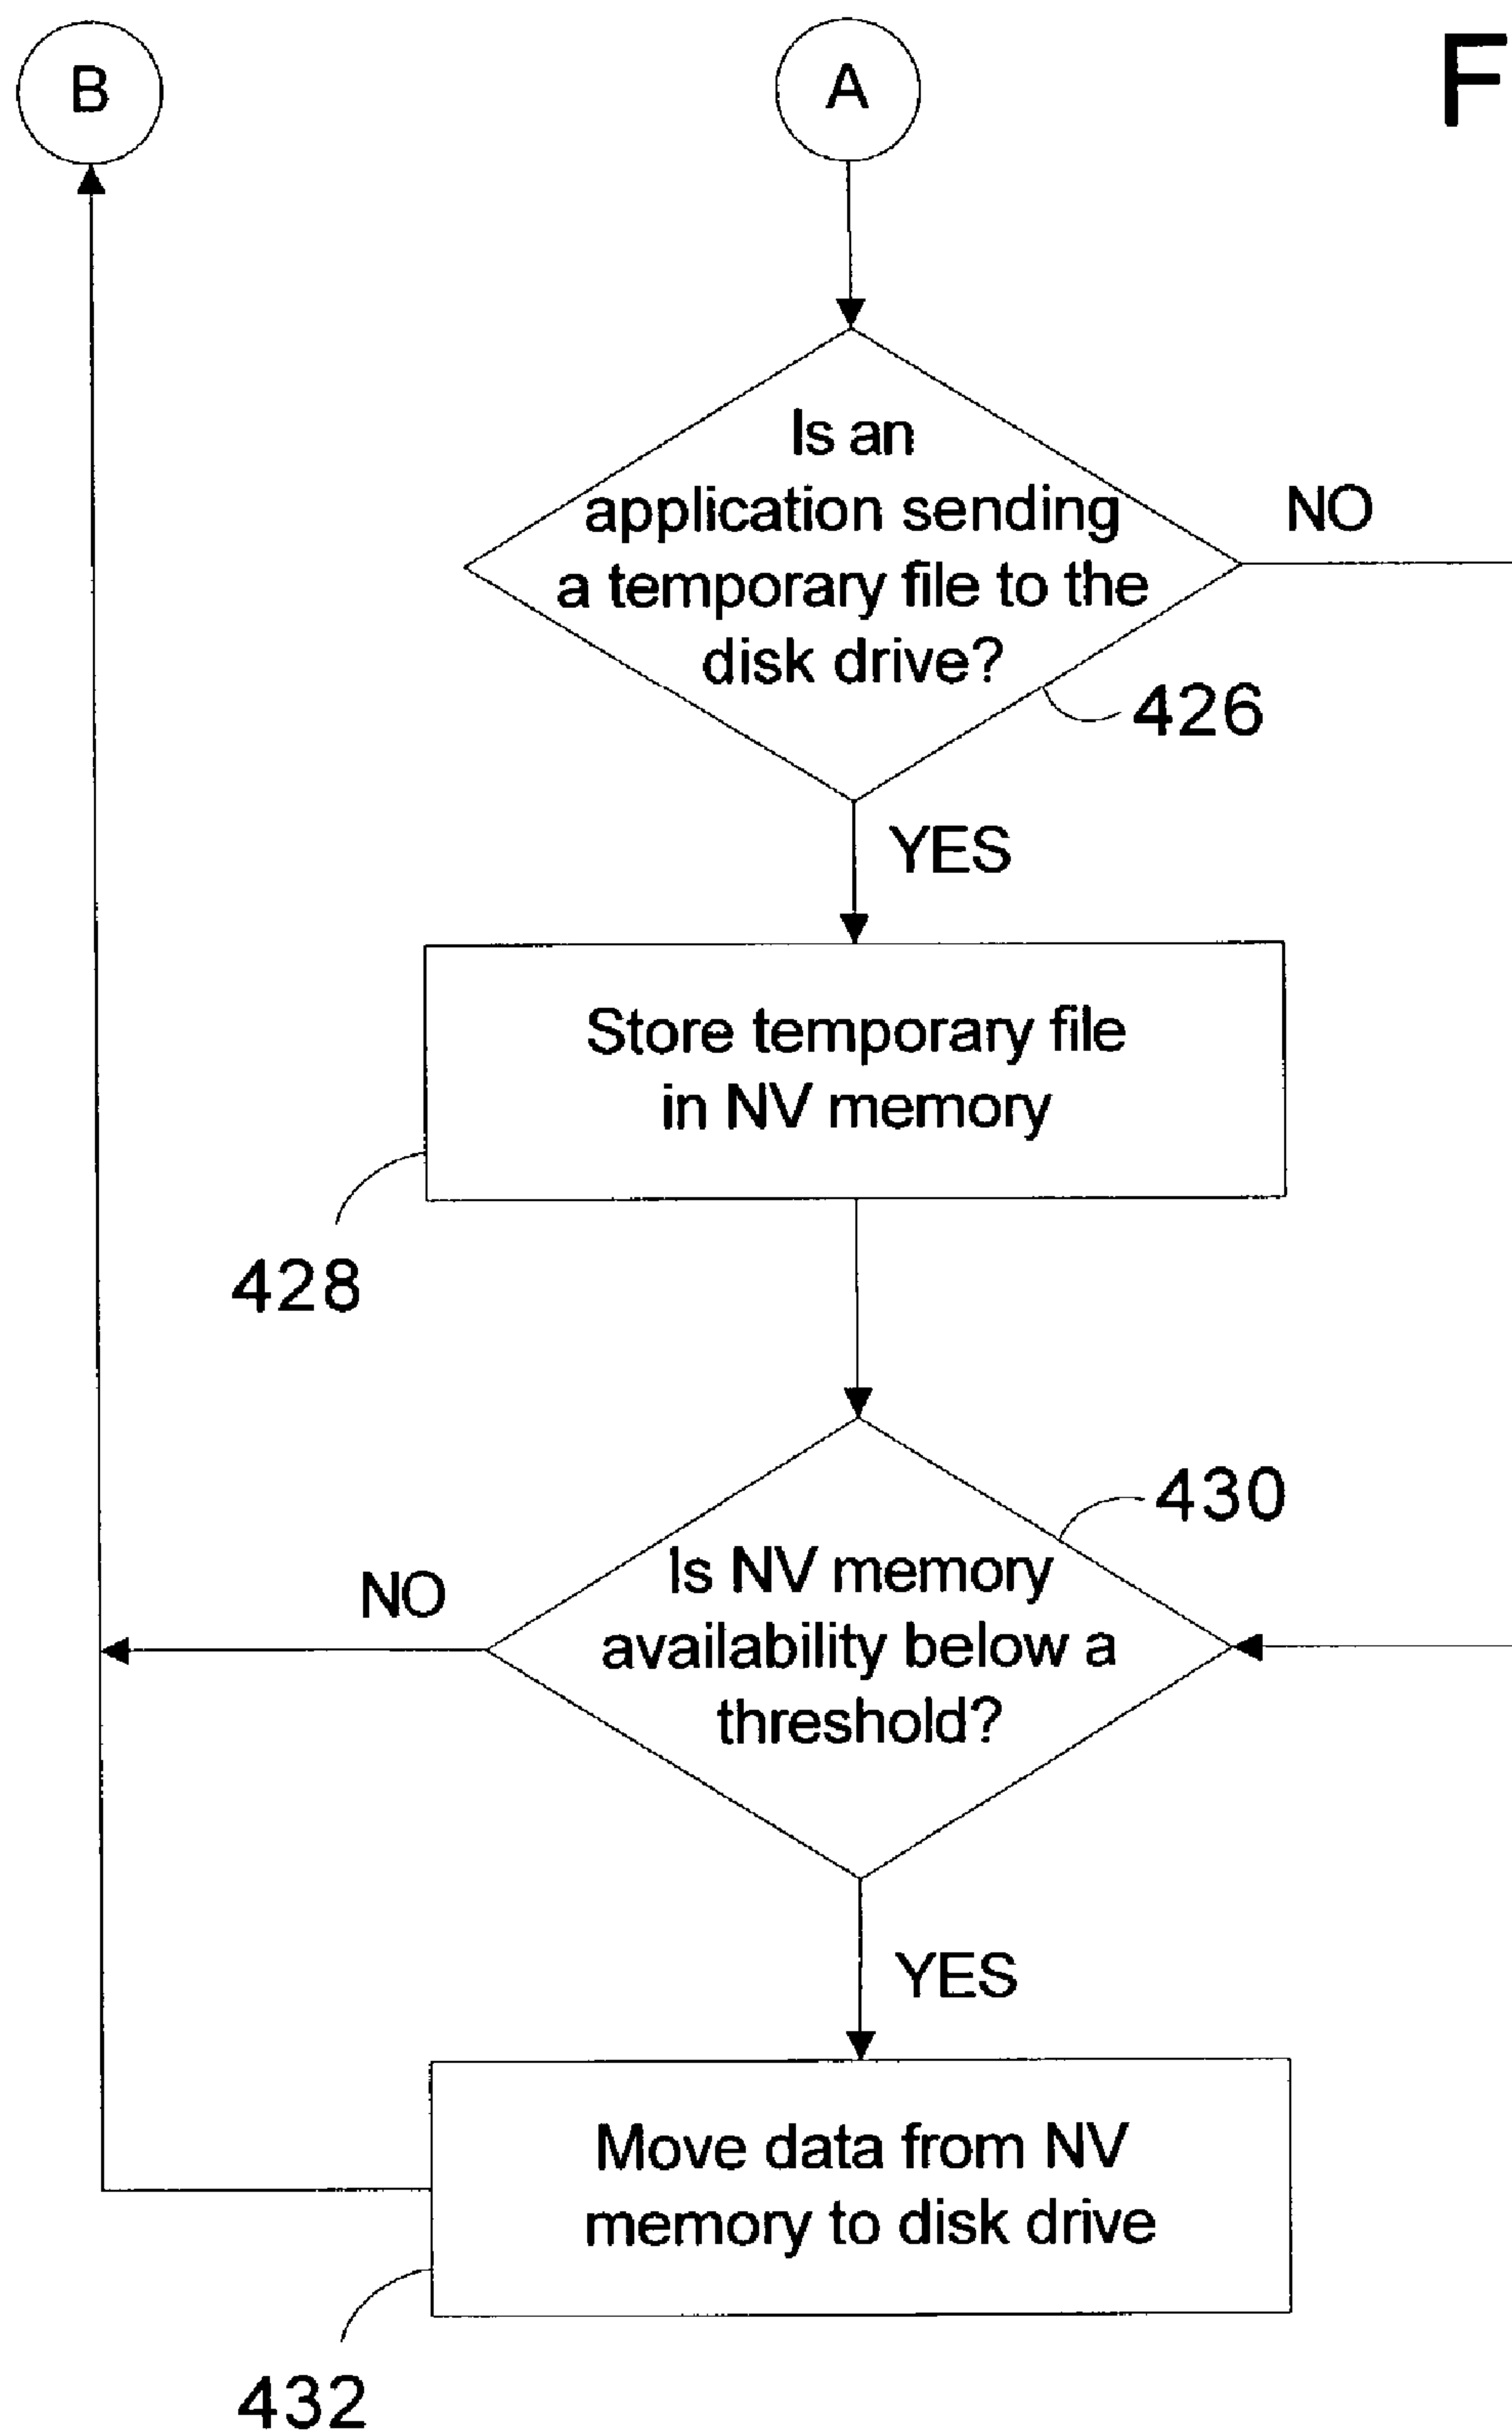 B
A
F
Is an
application sending
a temporary file to the
disk drive?
NO
426
YES
Store temporary file
in NV memory
428
430
Is NV memory
availability below a
threshold?
NO
YES
Move data from NV
memory to disk drive
432